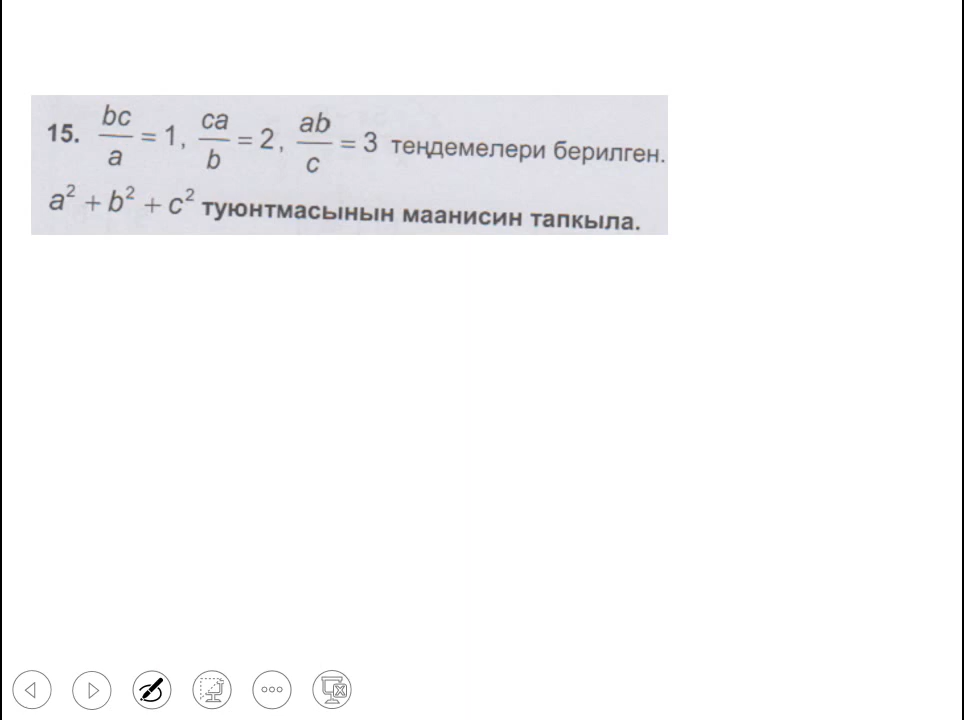 15. bc/a = 1, ca/b = 2, ab/c = 3 теңдемелери берилген.
a² + b² + c² туюнтмасынын маанисин тапкыла.